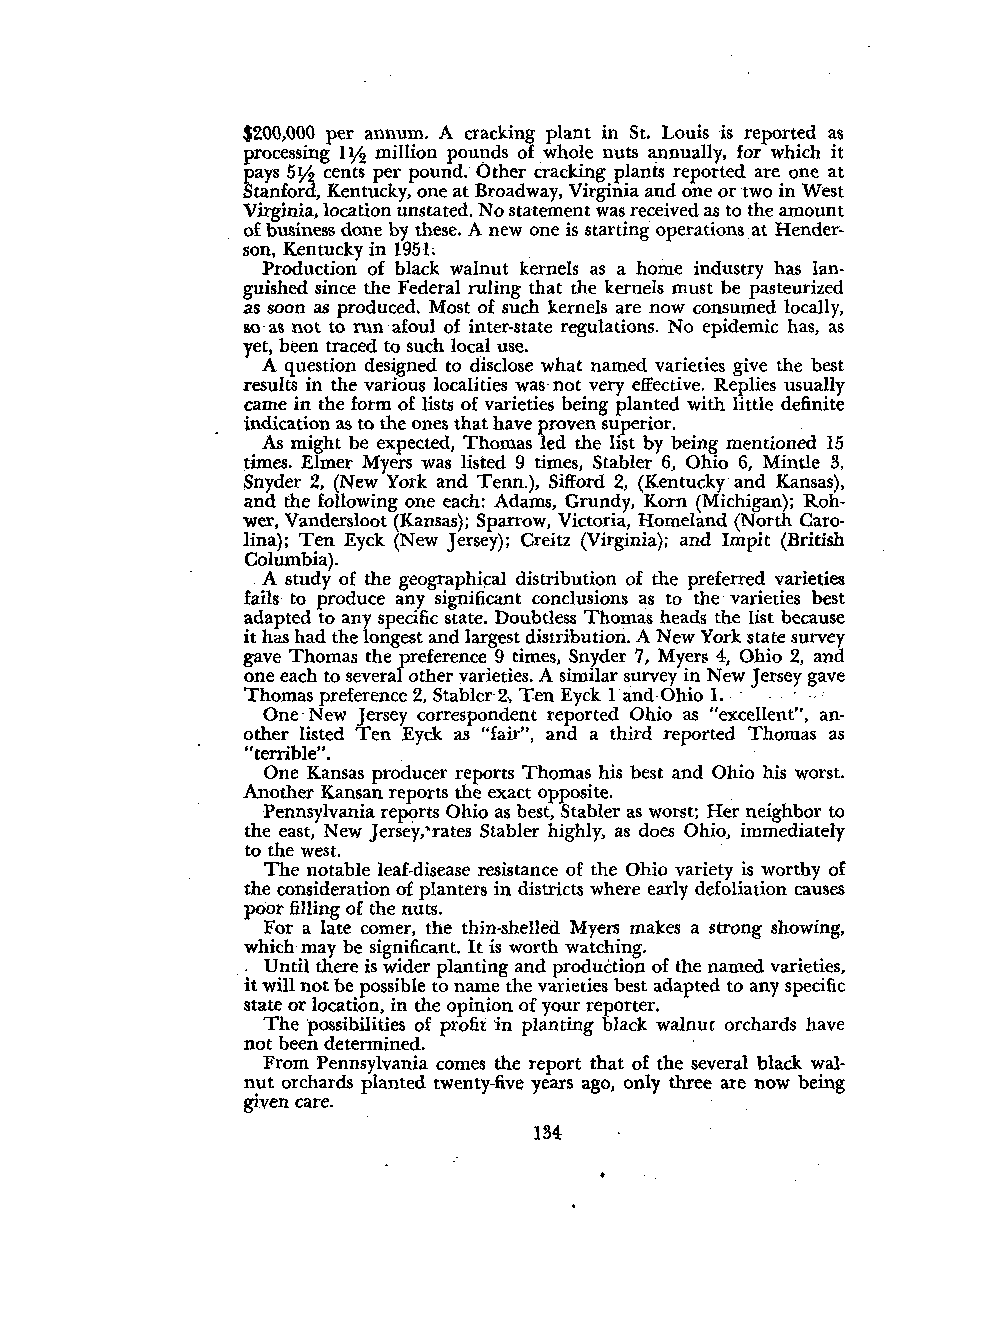 $200,000 per annum. A cracking plant in St. Louis is reported as
processing 1½ million pounds of whole nuts annually, for which it
pays 5½ cents per pound. Other cracking plants reported are one at
Stanford, Kentucky, one at Broadway, Virginia and one or two in West
Virginia, location unstated. No statement was received as to the amount
of business done by these. A new one is starting operations at Hender-
son, Kentucky in 1951.
Production of black walnut kernels as a home industry has lan-
guished since the Federal ruling that the kernels must be pasteurized
as soon as produced. Most of such kernels are now consumed locally,
so as not to run afoul of inter-state regulations. No epidemic has, as
yet, been traced to such local use.
A question designed to disclose what named varieties give the best
results in the various localities was not very effective. Replies usually
came in the form of lists of varieties being planted with little definite
indication as to the ones that have proven superior.
As might be expected, Thomas led the list by being mentioned 15
times. Elmer Myers was listed 9 times, Stabler 6, Ohio 6, Mintle 3,
Snyder 2, (New York and Tenn.), Sifford 2, (Kentucky and Kansas),
and the following one each: Adams, Grundy, Korn (Michigan); Roh-
wer, Vandersloot (Kansas); Sparrow, Victoria, Homeland (North Caro-
lina); Ten Eyck (New Jersey); Creitz (Virginia); and Impit (British
Columbia).
A study of the geographical distribution of the preferred varieties
fails to produce any significant conclusions as to the varieties best
adapted to any specific state. Doubtless Thomas heads the list because
it has had the longest and largest distribution. A New York state survey
gave Thomas the preference 9 times, Snyder 7, Myers 4, Ohio 2, and
one each to several other varieties. A similar survey in New Jersey gave
Thomas preference 2, Stabler 2, Ten Eyck 1 and Ohio 1.
One New Jersey correspondent reported Ohio as "excellent", an-
other listed Ten Eyck as "fair", and a third reported Thomas as
"terrible".
One Kansas producer reports Thomas his best and Ohio his worst.
Another Kansan reports the exact opposite.
Pennsylvania reports Ohio as best, Stabler as worst; Her neighbor to
the east, New Jersey, rates Stabler highly, as does Ohio, immediately
to the west.
The notable leaf-disease resistance of the Ohio variety is worthy of
the consideration of planters in districts where early defoliation causes
poor filling of the nuts.
For a late comer, the thin-shelled Myers makes a strong showing,
which may be significant. It is worth watching.
Until there is wider planting and production of the named varieties,
it will not be possible to name the varieties best adapted to any specific
state or location, in the opinion of your reporter.
The possibilities of profit in planting black walnut orchards have
not been determined.
From Pennsylvania comes the report that of the several black wal-
nut orchards planted twenty-five years ago, only three are now being
given care.
134